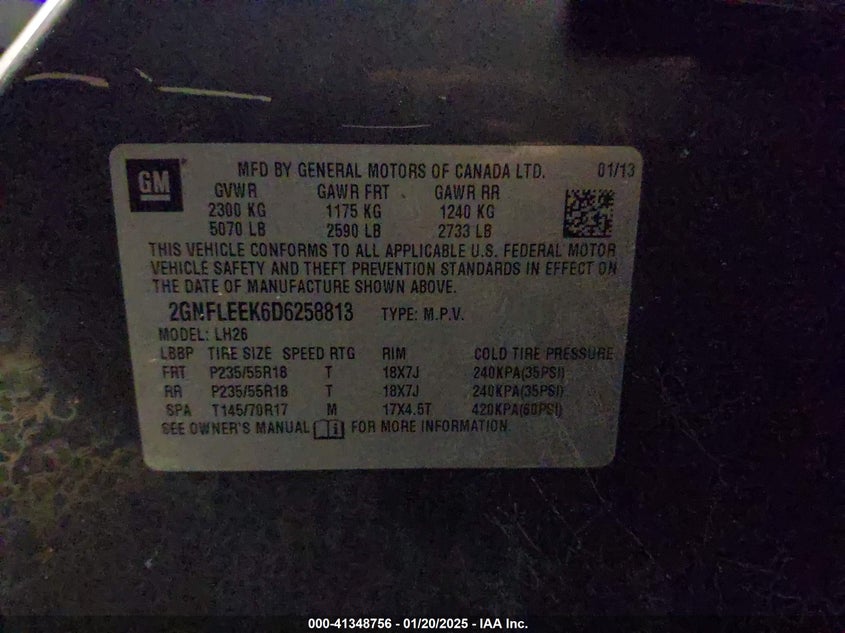 GM
MFD BY GENERAL MOTORS OF CANADA LTD. 01/13
GVWR GAWR FRT GAWR RR
2300 KG 1175 KG 1240 KG
5070 LB 2590 LB 2733 LB
THIS VEHICLE CONFORMS TO ALL APPLICABLE U.S. FEDERAL MOTOR
VEHICLE SAFETY AND THEFT PREVENTION STANDARDS IN EFFECT ON
THE DATE OF MANUFACTURE SHOWN ABOVE.
2GNFLEEK6D6258813 TYPE: M.P.V.
MODEL: LH26
LBBP TIRE SIZE SPEED RTG RIM COLD TIRE PRESSURE
FRT P235/55R18 T 18X7J 240KPA(35PSI)
RR P235/55R18 T 18X7J 240KPA(35PSI)
SPA T145/70R17 M 17X4.5T 420KPA(60PSI)
SEE OWNER'S MANUAL FOR MORE INFORMATION.
000-41348756 — 01/20/2025 - IAA Inc.